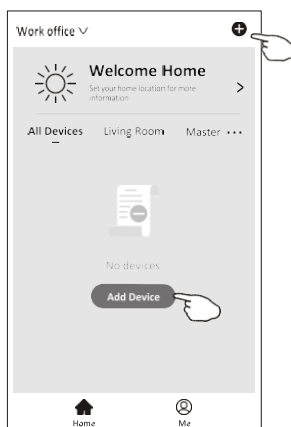 Work office
Welcome Home
Set your home location for more
information
All Devices Living Room Master ...
No devices
Add Device
Home Me